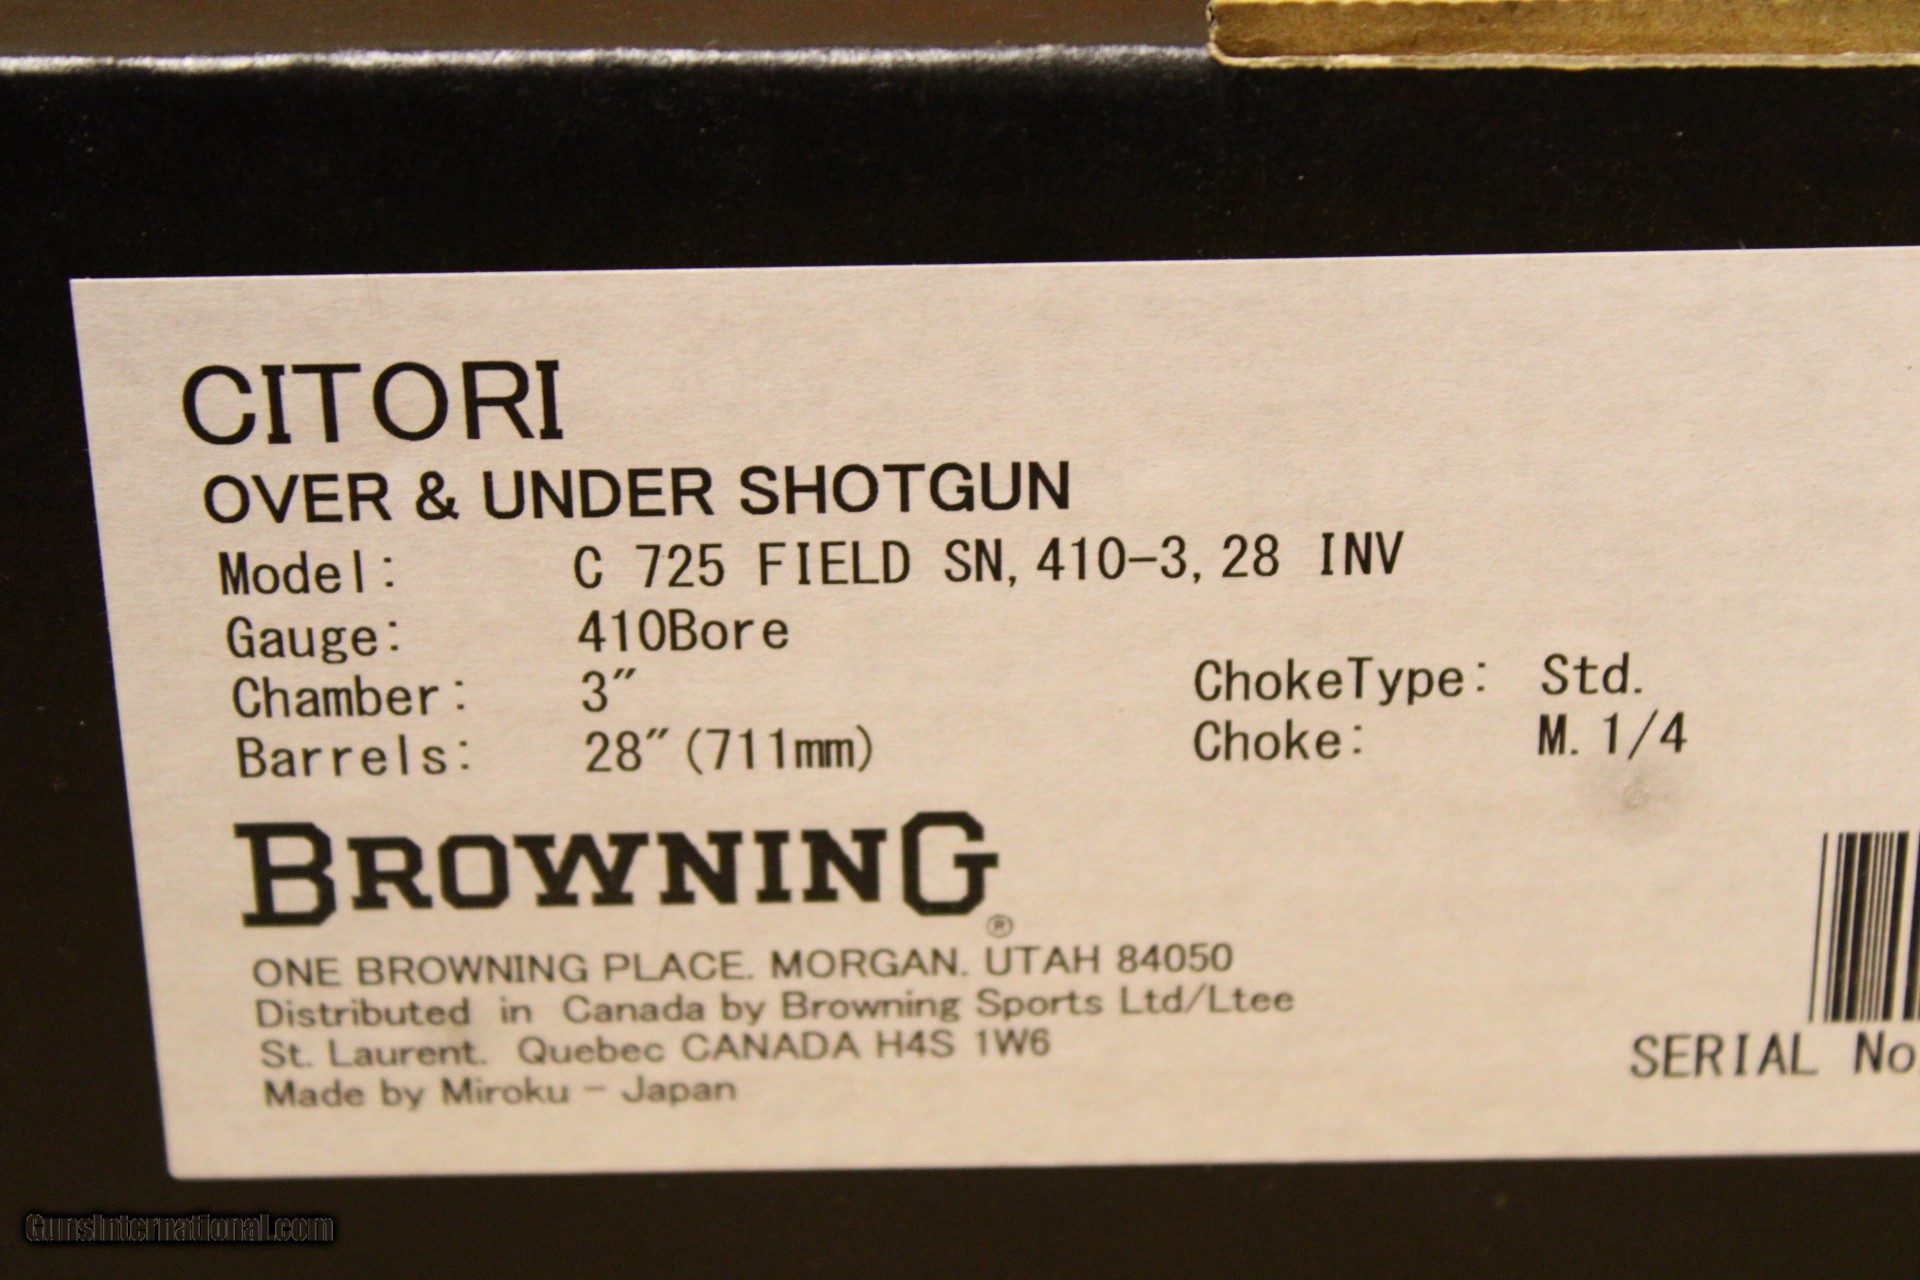 CITORI
OVER & UNDER SHOTGUN
Model: C 725 FIELD SN, 410-3, 28 INV
Gauge: 410Bore
Chamber: 3"
Barrels: 28"(711mm)
ChokeType: Std.
Choke: M. 1/4
BROWNING®
ONE BROWNING PLACE. MORGAN. UTAH 84050
Distributed in Canada by Browning Sports Ltd/Ltee
St. Laurent. Quebec CANADA H4S 1W6
Made by Miroku - Japan
SERIAL No.
GunsInternational.com